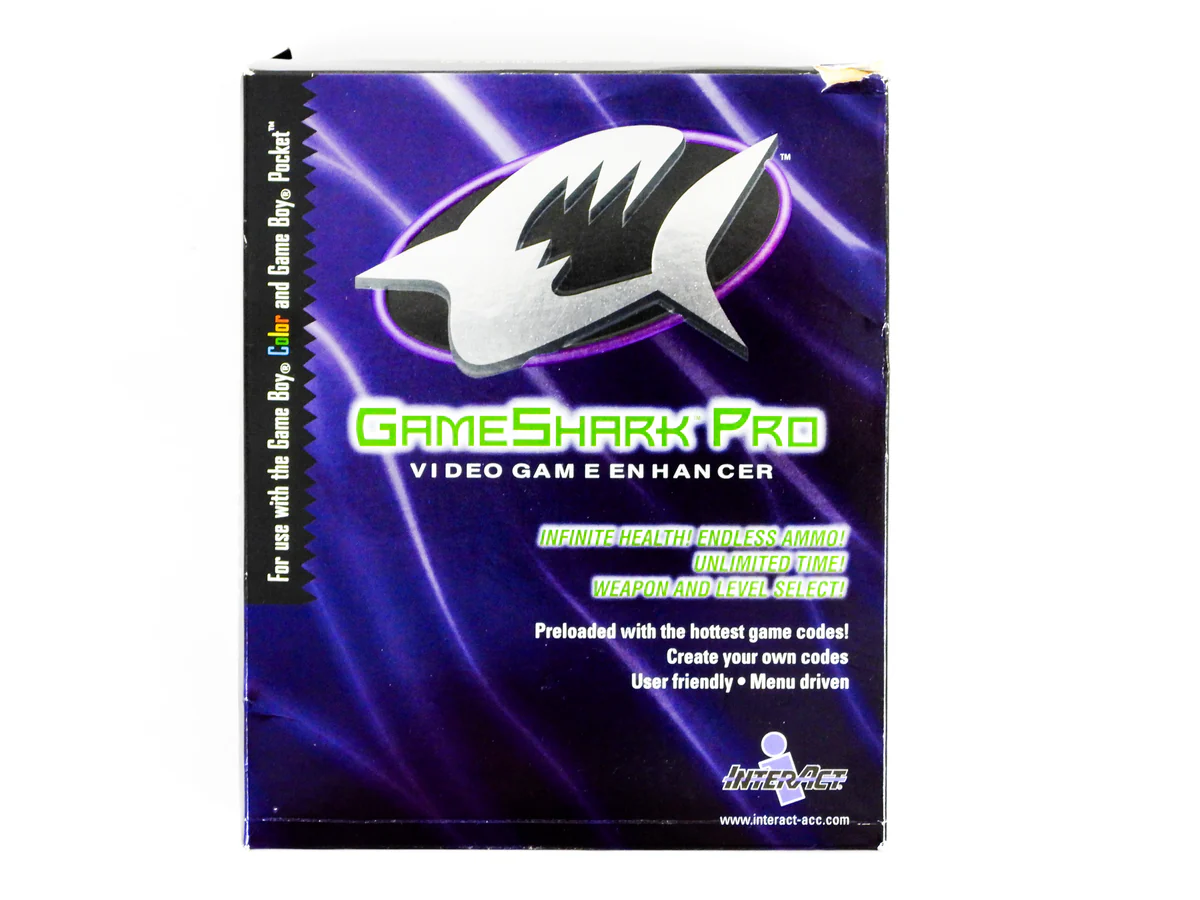 For use with the Game Boy® Color and Game Boy® Pocket™
™
GAMESHARK PRO
VIDEO GAME ENHANCER
INFINITE HEALTH! ENDLESS AMMO!
UNLIMITED TIME!
WEAPON AND LEVEL SELECT!
Preloaded with the hottest game codes!
Create your own codes
User friendly • Menu driven
INTERACT
www.interact-acc.com